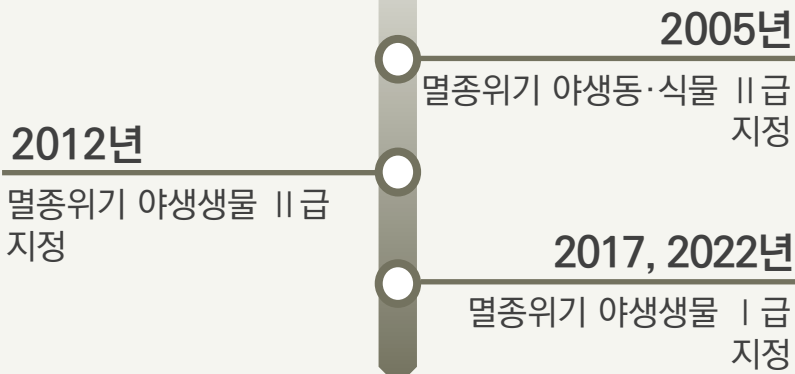 2005년
멸종위기 야생동·식물 Ⅱ급
지정
2012년
멸종위기 야생생물 Ⅱ급
지정
2017, 2022년
멸종위기 야생생물 Ⅰ급
지정